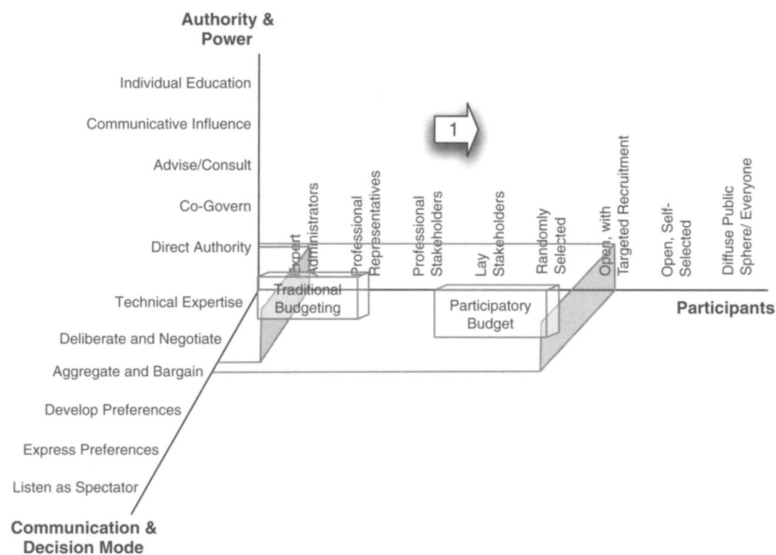 Authority &
Power
Individual Education
Communicative Influence
1
Advise/Consult
Co-Govern
Direct Authority
Expert
Administrators
Professional
Representatives
Professional
Stakeholders
Lay
Stakeholders
Randomly
Selected
Open, with
Targeted Recruitment
Open, Self-
Selected
Diffuse Public
Sphere/ Everyone
Technical Expertise
Traditional
Budgeting
Participatory
Budget
Participants
Deliberate and Negotiate
Aggregate and Bargain
Develop Preferences
Express Preferences
Listen as Spectator
Communication &
Decision Mode